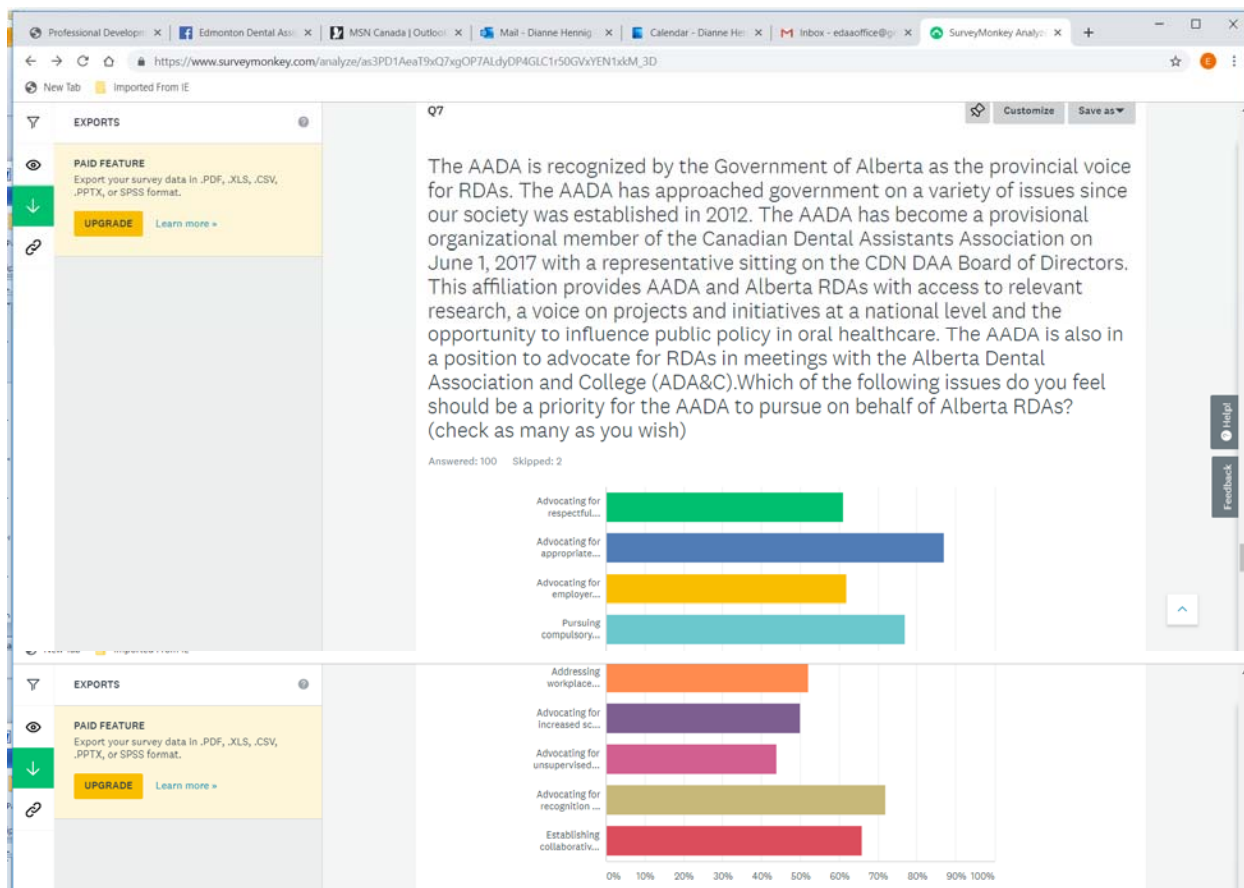 Professional Developm
Edmonton Dental Assi
MSN Canada | Outlook
Mail - Dianne Hennig
Calendar - Dianne He
Inbox - edaaoffice@g
SurveyMonkey Analyz
https://www.surveymonkey.com/analyze/
New Tab
Imported From IE
EXPORTS
PAID FEATURE
Export your survey data in .PDF, .XLS, .CSV,
.PPTX, or SPSS format.
UPGRADE
Learn more »
Q7
Customize
Save as
The AADA is recognized by the Government of Alberta as the provincial voice
for RDAs. The AADA has approached government on a variety of issues since
our society was established in 2012. The AADA has become a provisional
organizational member of the Canadian Dental Assistants Association on
June 1, 2017 with a representative sitting on the CDN DAA Board of Directors.
This affiliation provides AADA and Alberta RDAs with access to relevant
research, a voice on projects and initiatives at a national level and the
opportunity to influence public policy in oral healthcare. The AADA is also in
a position to advocate for RDAs in meetings with the Alberta Dental
Association and College (ADA&C).Which of the following issues do you feel
should be a priority for the AADA to pursue on behalf of Alberta RDAs?
(check as many as you wish)
Answered: 100 Skipped: 2
Advocating for
respectful...
Advocating for
appropriate...
Advocating for
employer...
Pursuing
compulsory...
Help!
Feedback
EXPORTS
PAID FEATURE
Export your survey data in .PDF, .XLS, .CSV,
.PPTX, or SPSS format.
UPGRADE
Learn more »
Addressing
workplace...
Advocating for
increased sc...
Advocating for
unsupervised...
Advocating for
recognition ...
Establishing
collaborativ...
0% 10% 20% 30% 40% 50% 60% 70% 80% 90% 100%